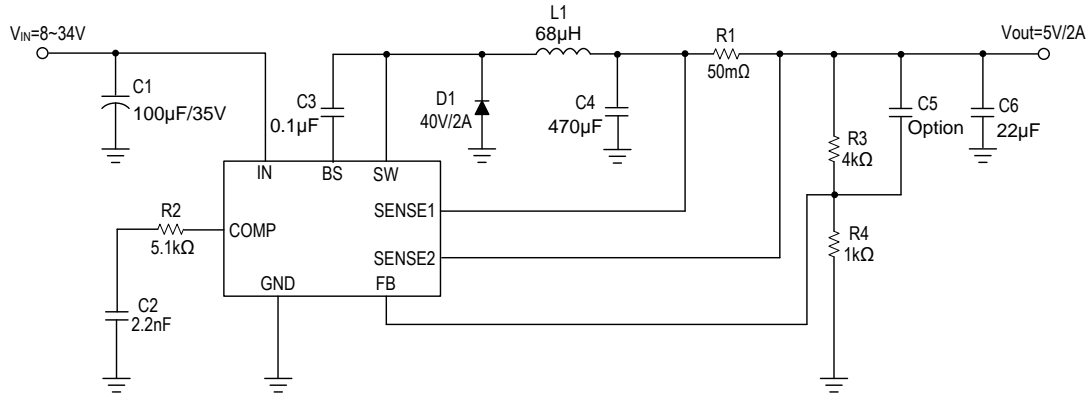 VIN=8~34V
C1
100µF/35V
C3
0.1µF
D1
40V/2A
L1
68µH
C4
470µF
R1
50mΩ
Vout=5V/2A
R3
4kΩ
C5
Option
C6
22µF
R4
1kΩ
IN
BS
SW
SENSE1
SENSE2
COMP
GND
FB
R2
5.1kΩ
C2
2.2nF